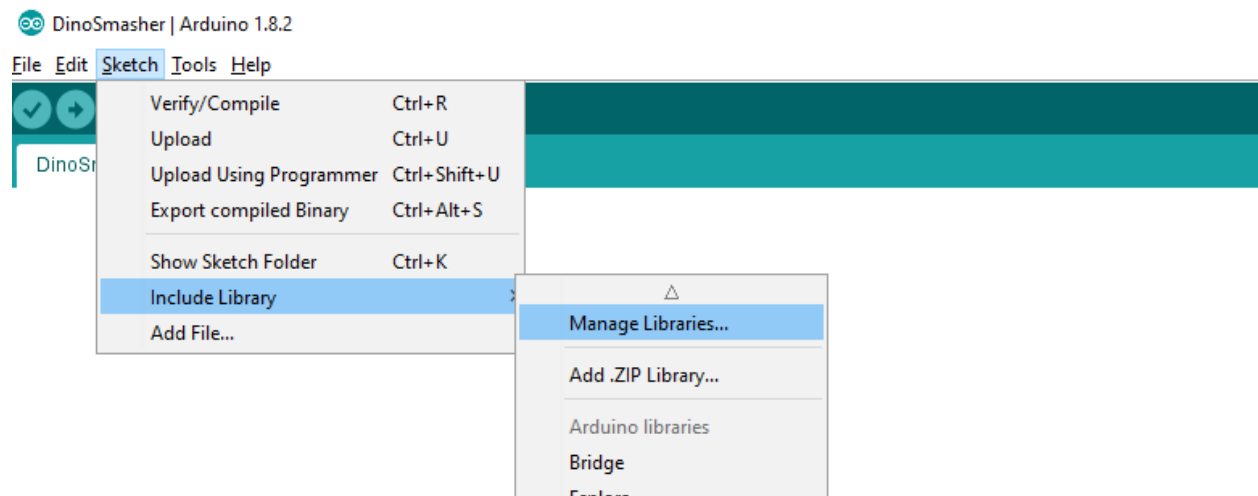 DinoSmasher | Arduino 1.8.2
File Edit Sketch Tools Help
Verify/Compile Ctrl+R
Upload Ctrl+U
Upload Using Programmer Ctrl+Shift+U
Export compiled Binary Ctrl+Alt+S
Show Sketch Folder Ctrl+K
Include Library
Add File...
Manage Libraries...
Add .ZIP Library...
Arduino libraries
Bridge